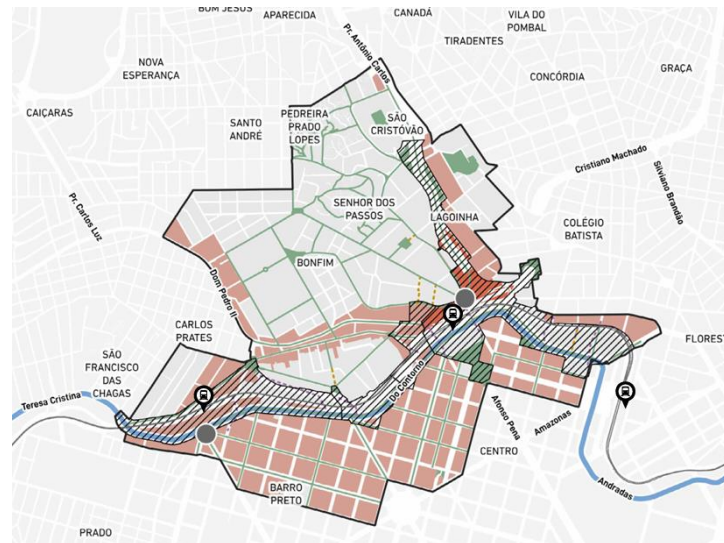 BOM JESUS
APARECIDA
CANADÁ
VILA DO
POMBAL
TIRADENTES
Pr. Antônio Carlos
NOVA
ESPERANÇA
GRAÇA
CONCÓRDIA
CAIÇARAS
SANTO
ANDRÉ
PEDREIRA
PRADO
LOPES
SÃO
CRISTÓVÃO
Cristiano Machado
Silviano Brandão
Pr. Carlos Luz
SENHOR DOS
PASSOS
LAGOINHA
COLÉGIO
BATISTA
BONFIM
Dom Pedro II
CARLOS
PRATES
FLOREST
SÃO
FRANCISCO
DAS
CHAGAS
Teresa Cristina
Do Contorno
Afonso Pena
Amazonas
CENTRO
Andradas
BARRO
PRETO
PRADO